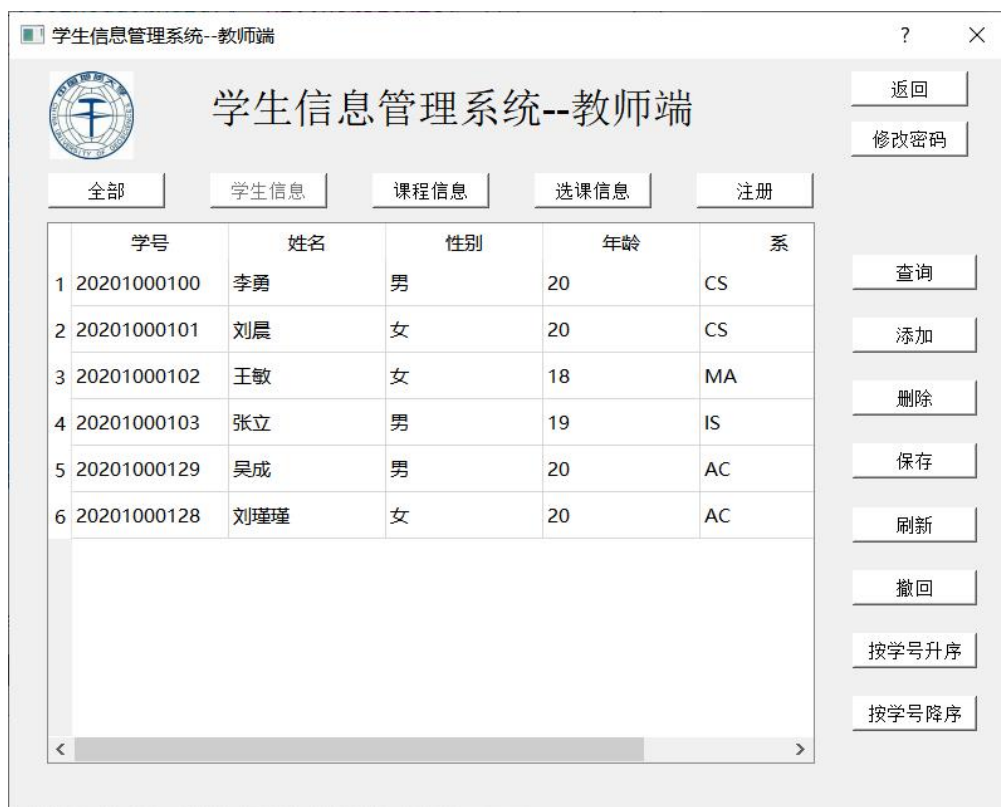 学生信息管理系统--教师端 ?
学生信息管理系统--教师端
返回
修改密码
全部 学生信息 课程信息 选课信息 注册
学号 姓名 性别 年龄 系
1 20201000100 李勇 男 20 CS
2 20201000101 刘晨 女 20 CS
3 20201000102 王敏 女 18 MA
4 20201000103 张立 男 19 IS
5 20201000129 吴成 男 20 AC
6 20201000128 刘瑾瑾 女 20 AC
查询
添加
删除
保存
刷新
撤回
按学号升序
按学号降序